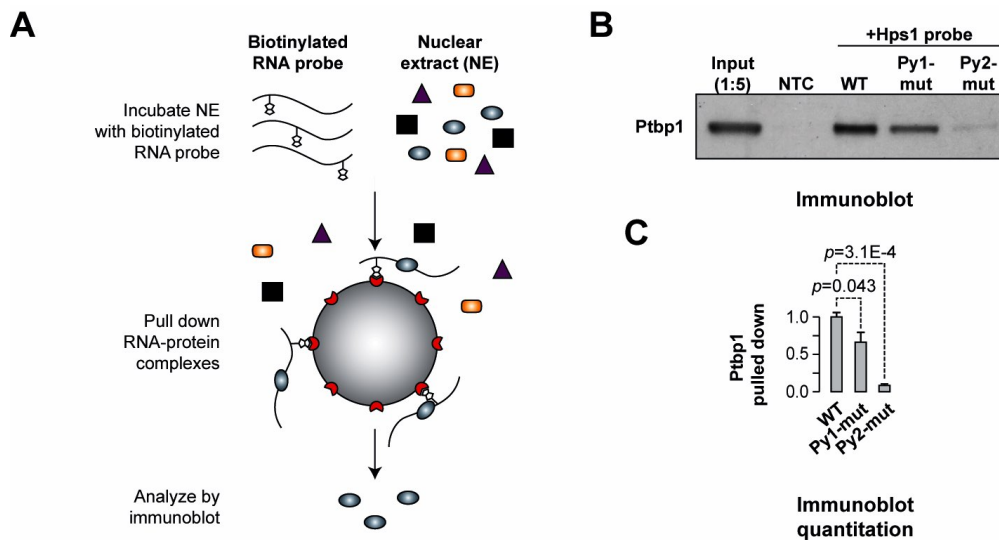 A
Biotinylated
RNA probe
Nuclear
extract (NE)
Incubate NE
with biotinylated
RNA probe
Pull down
RNA-protein
complexes
Analyze by
immunoblot
B
+Hps1 probe
Input
(1:5)
NTC
WT
Py1-
mut
Py2-
mut
Ptbp1
Immunoblot
C
p=3.1E-4
p=0.043
Ptbp1
pulled down
1.0
0.5
0.0
WT
Py1-mut
Py2-mut
Immunoblot
quantitation